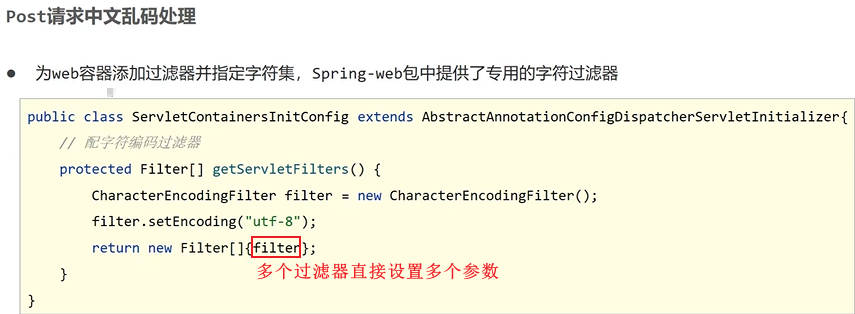 Post请求中文乱码处理
● 为web容器添加过滤器并指定字符集，Spring-web包中提供了专用的字符过滤器
public class ServletContainersInitConfig extends AbstractAnnotationConfigDispatcherServletInitializer{
// 配字符编码过滤器
protected Filter[] getServletFilters() {
CharacterEncodingFilter filter = new CharacterEncodingFilter();
filter.setEncoding("utf-8");
return new Filter[]{filter};
多个过滤器直接设置多个参数
}
}